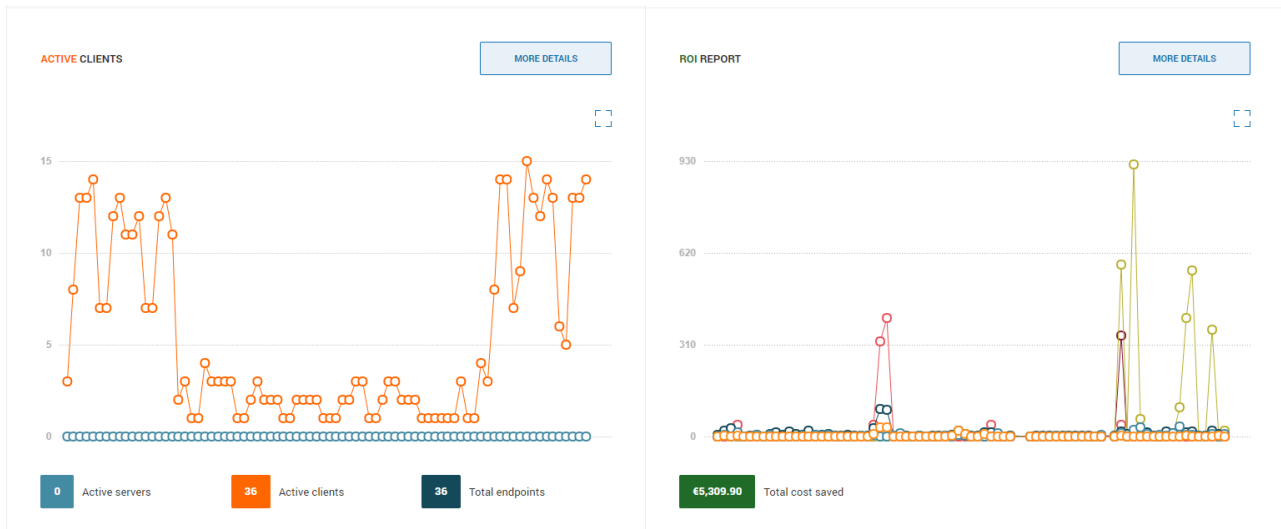 ACTIVE CLIENTS
MORE DETAILS
15
10
5
0
0 Active servers
36 Active clients
36 Total endpoints
ROI REPORT
MORE DETAILS
930
620
310
0
€5,309.90 Total cost saved